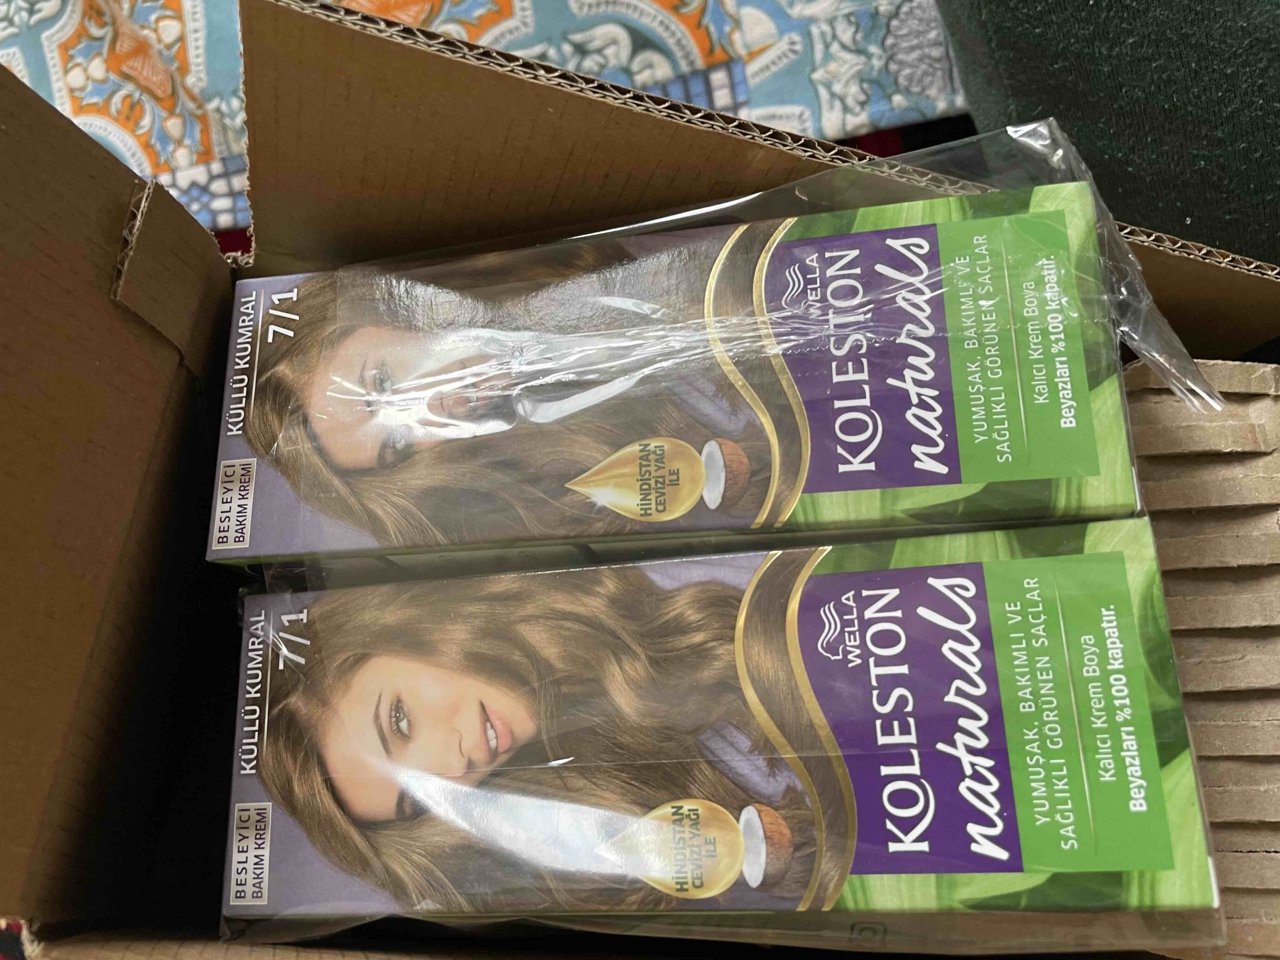 WELLA
KOLESTON
naturals
YUMUŞAK, BAKIMLI VE
SAĞLIKLI GÖRÜNEN SAÇLAR
Kalıcı Krem Boya
Beyazları %100 kapatır.
HİNDİSTAN
CEVİZİ YAĞI
İLE
KÜLLÜ KUMRAL
7/1
BESLEYİCİ
BAKIM KREMİ
WELLA
KOLESTON
naturals
YUMUŞAK, BAKIMLI VE
SAĞLIKLI GÖRÜNEN SAÇLAR
Kalıcı Krem Boya
Beyazları %100 kapatır.
HİNDİSTAN
CEVİZİ YAĞI
İLE
KÜLLÜ KUMRAL
7/1
BESLEYİCİ
BAKIM KREMİ